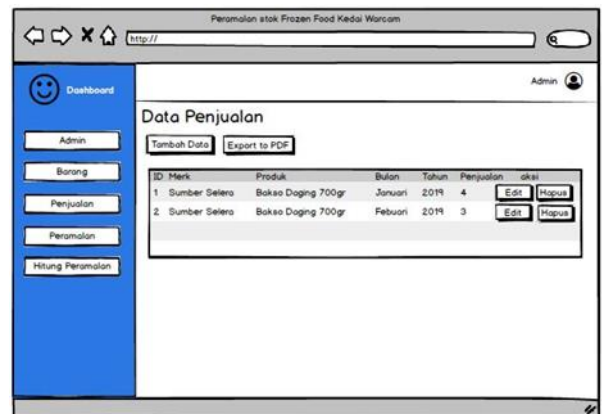 Peramalan stok Frozen Food Kedai Warcam
http://
Dashboard
Admin
Data Penjualan
Admin
Barang
Penjualan
Peramalan
Hitung Peramalan
Tambah Data Export to PDF
ID Merk Produk Bulan Tahun Penjualan aksi
1 Sumber Selera Bakso Daging 700gr Januari 2019 4 Edit Hapus
2 Sumber Selera Bakso Daging 700gr Febuari 2019 3 Edit Hapus